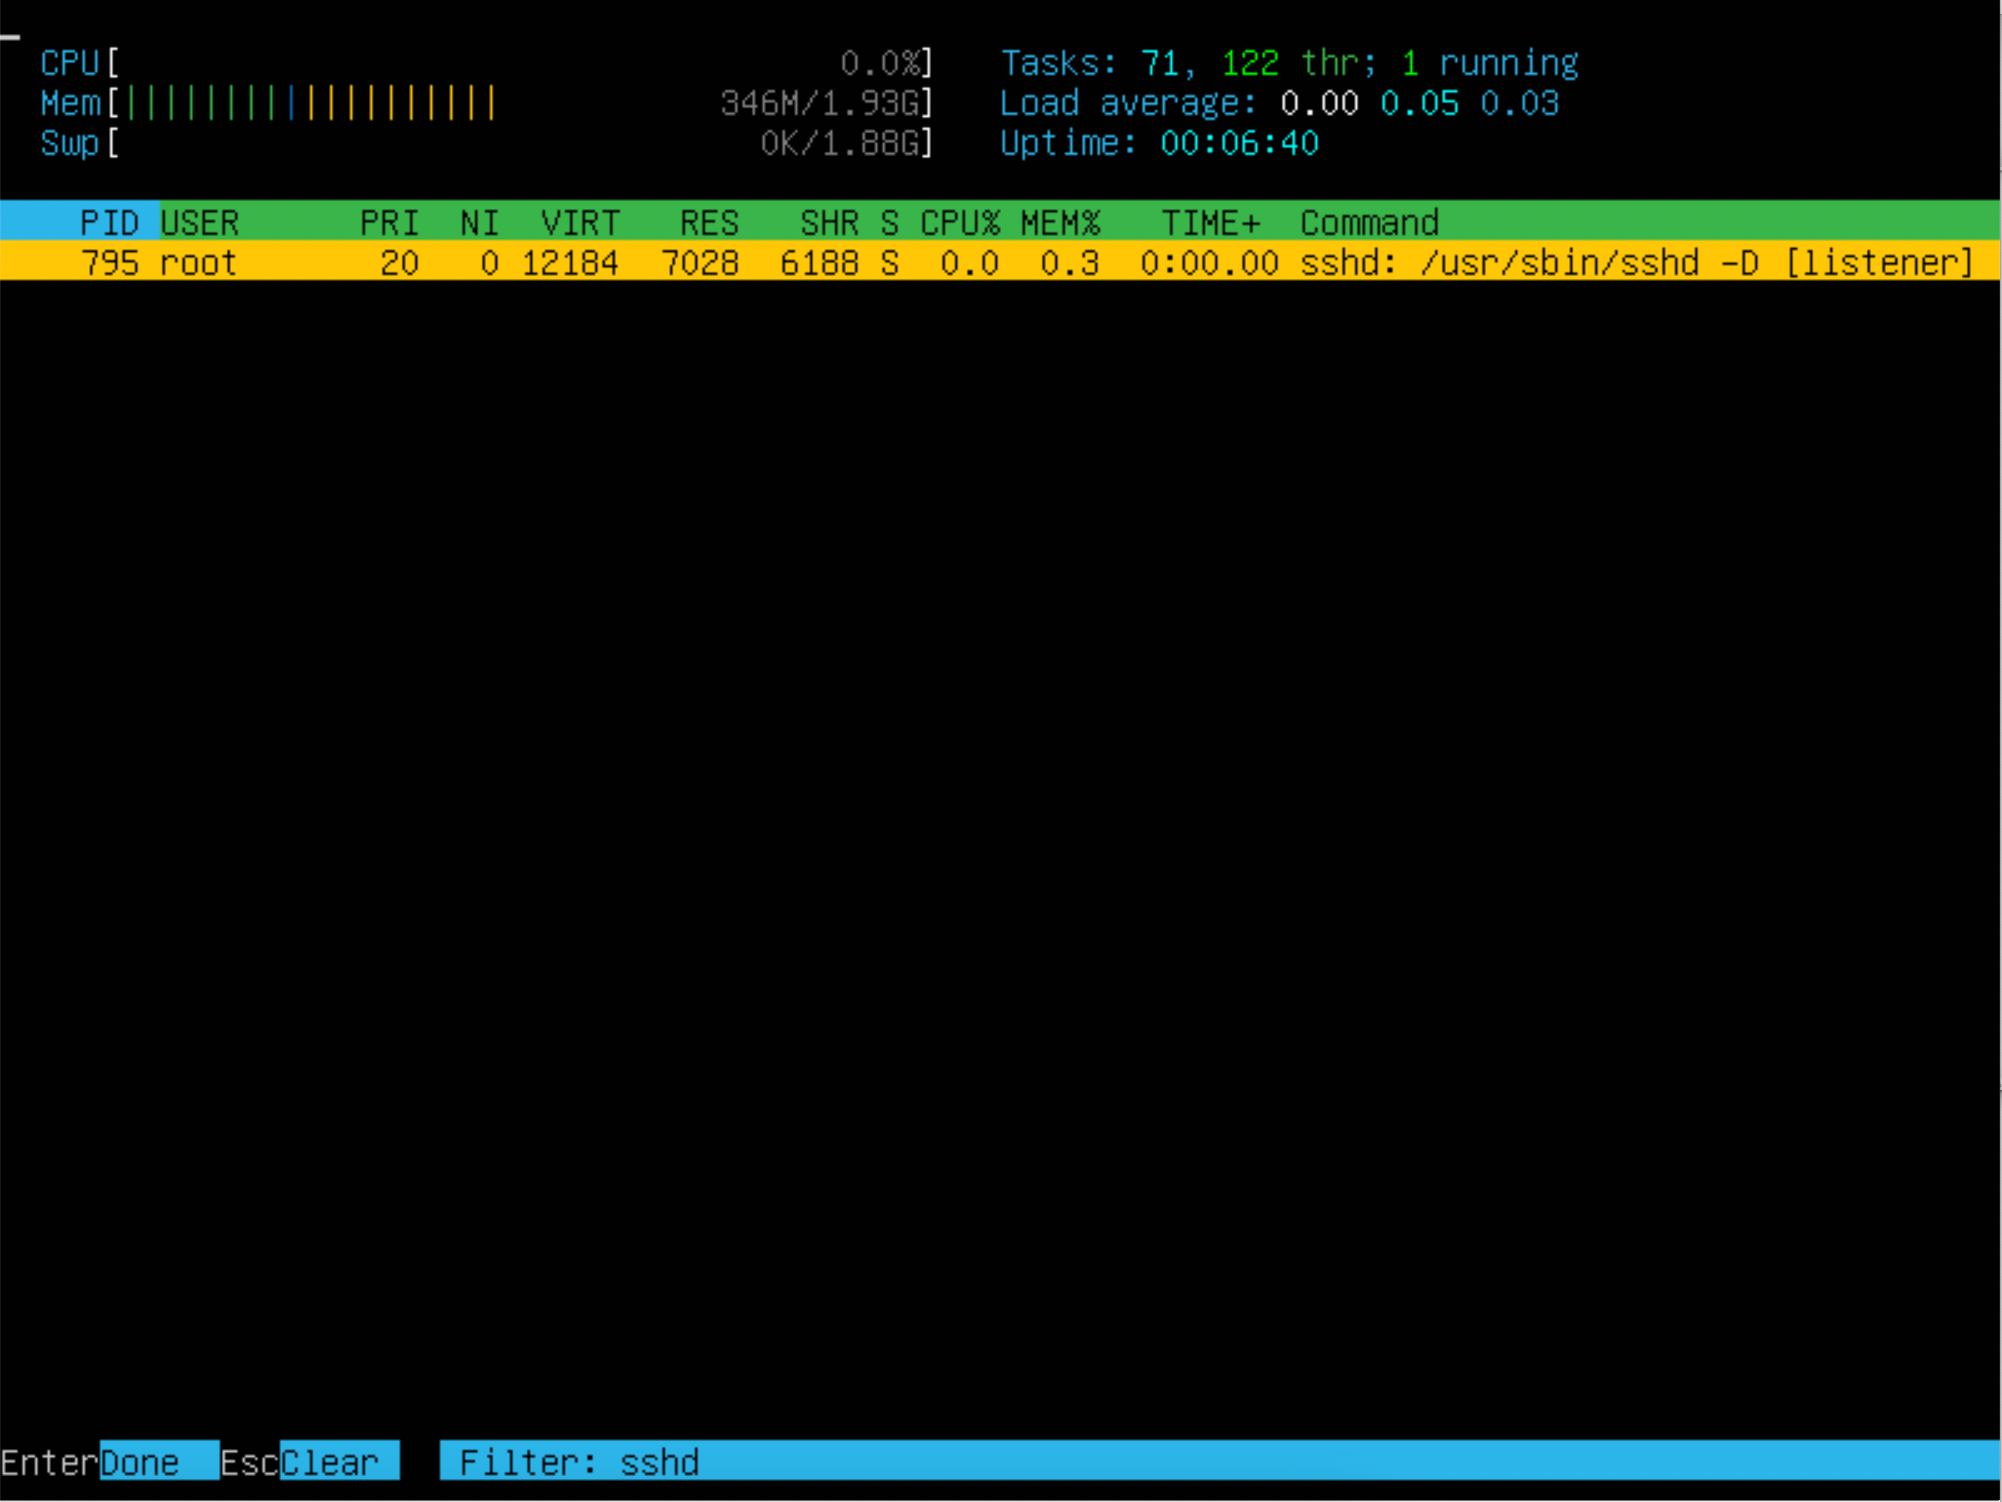 CPU[ 0.0%] Tasks: 71, 122 thr; 1 running
Mem[||||||||||||||||||| 346M/1.93G] Load average: 0.00 0.05 0.03
Swp[ 0K/1.88G] Uptime: 00:06:40
PID USER PRI NI VIRT RES SHR S CPU% MEM% TIME+ Command
795 root 20 0 12184 7028 6188 S 0.0 0.3 0:00.00 sshd: /usr/sbin/sshd -D [listener]
EnterDone EscClear Filter: sshd